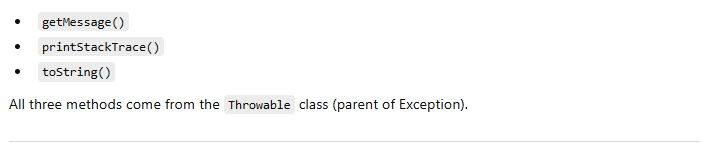 • getMessage()
• printStackTrace()
• toString()
All three methods come from the Throwable class (parent of Exception).